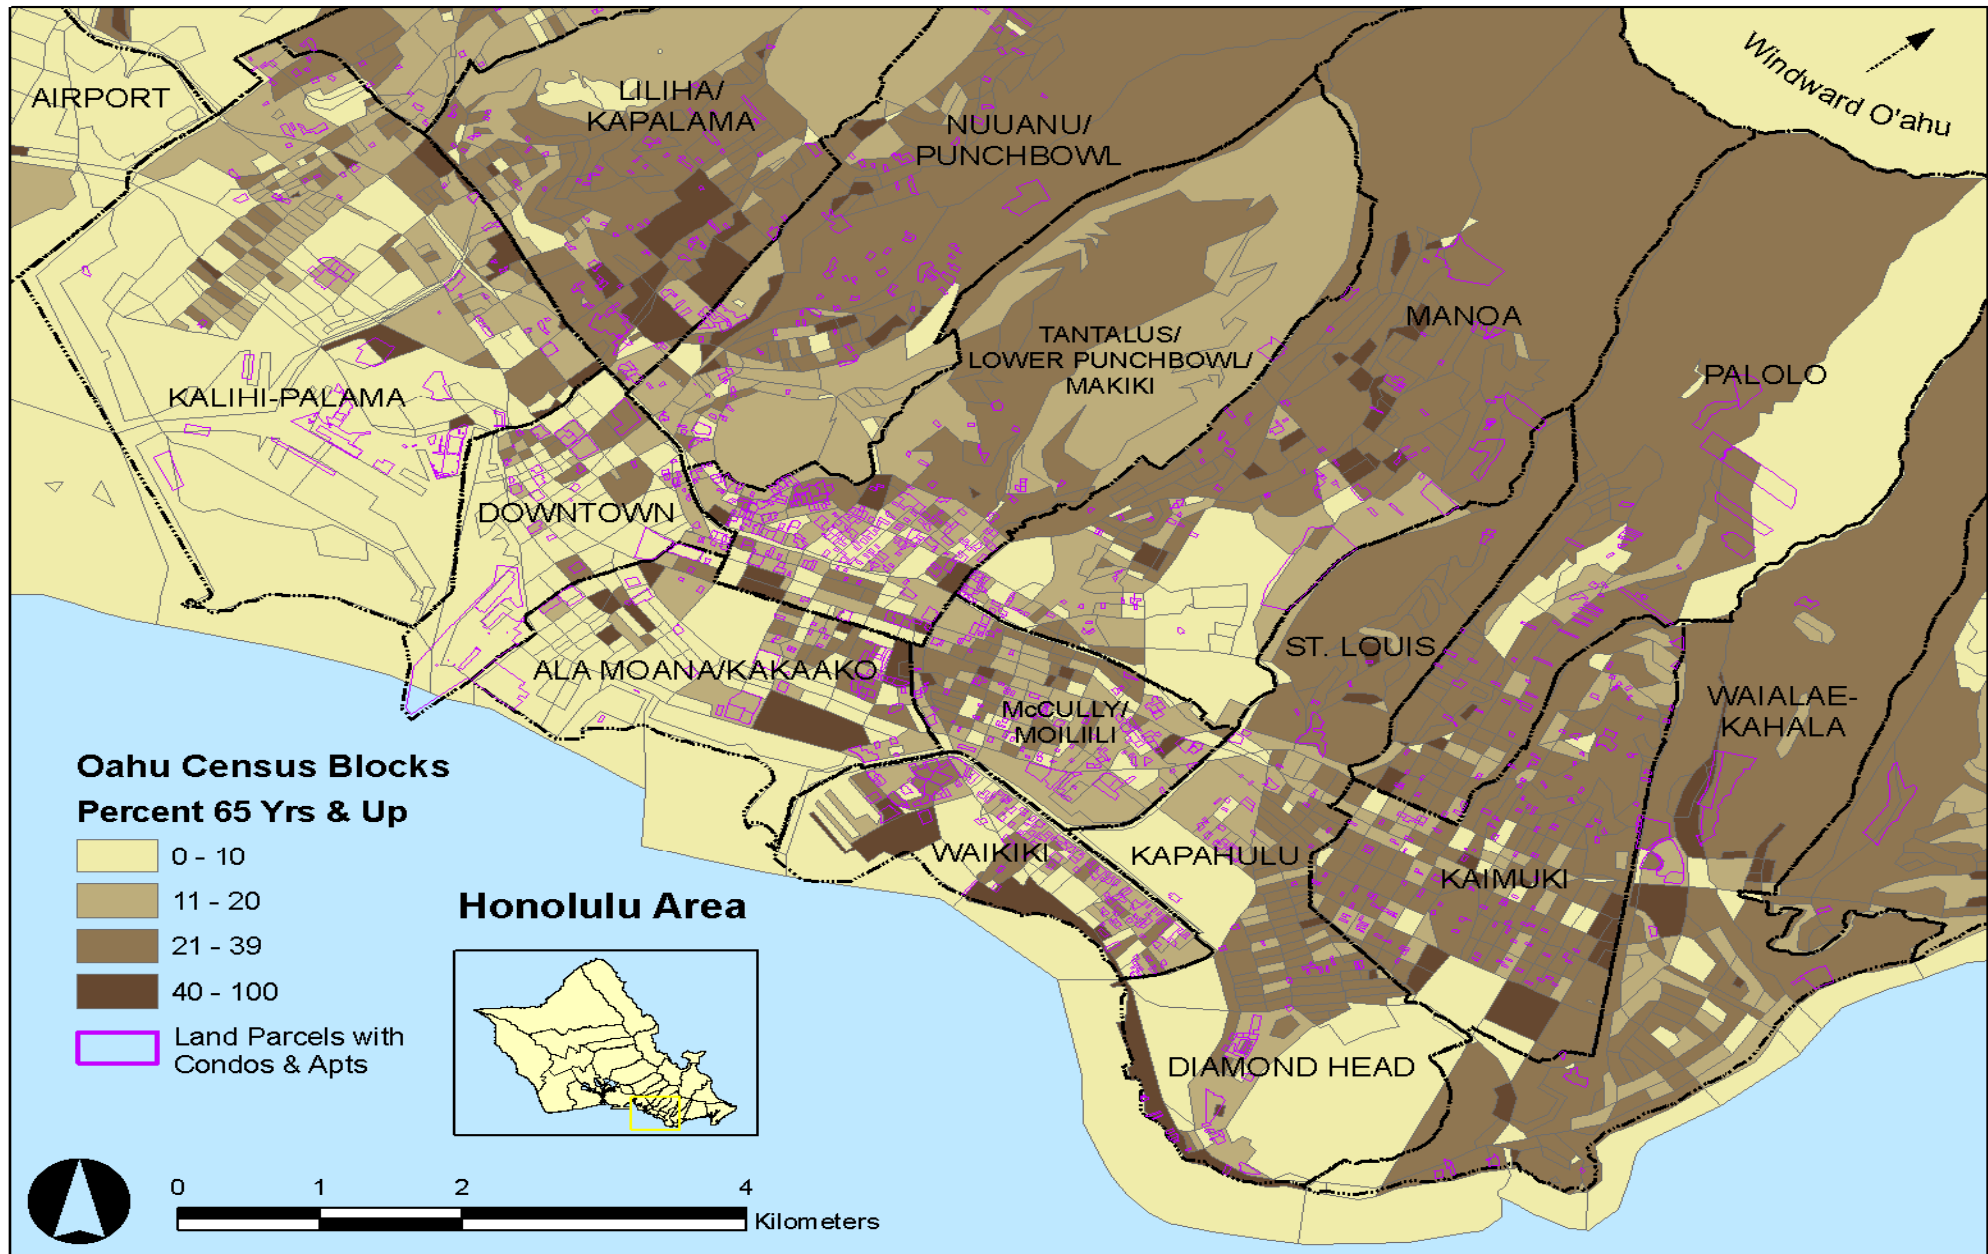 Windward O'ahu
AIRPORT
LILIHA/
KAPALAMA
NUUANU/
PUNCHBOWL
MANOA
TANTALUS/
LOWER PUNCHBOWL/
MAKIKI
PALOLO
KALIHI-PALAMA
DOWNTOWN
ST. LOUIS
ALA MOANA/KAKAAKO
McCULLY/
MOILIILI
WAIALAE-
KAHALA
WAIKIKI
KAPAHULU
KAIMUKI
DIAMOND HEAD
Oahu Census Blocks
Percent 65 Yrs & Up
0 - 10
11 - 20
21 - 39
40 - 100
Land Parcels with
Condos & Apts
Honolulu Area
0 1 2 4
Kilometers